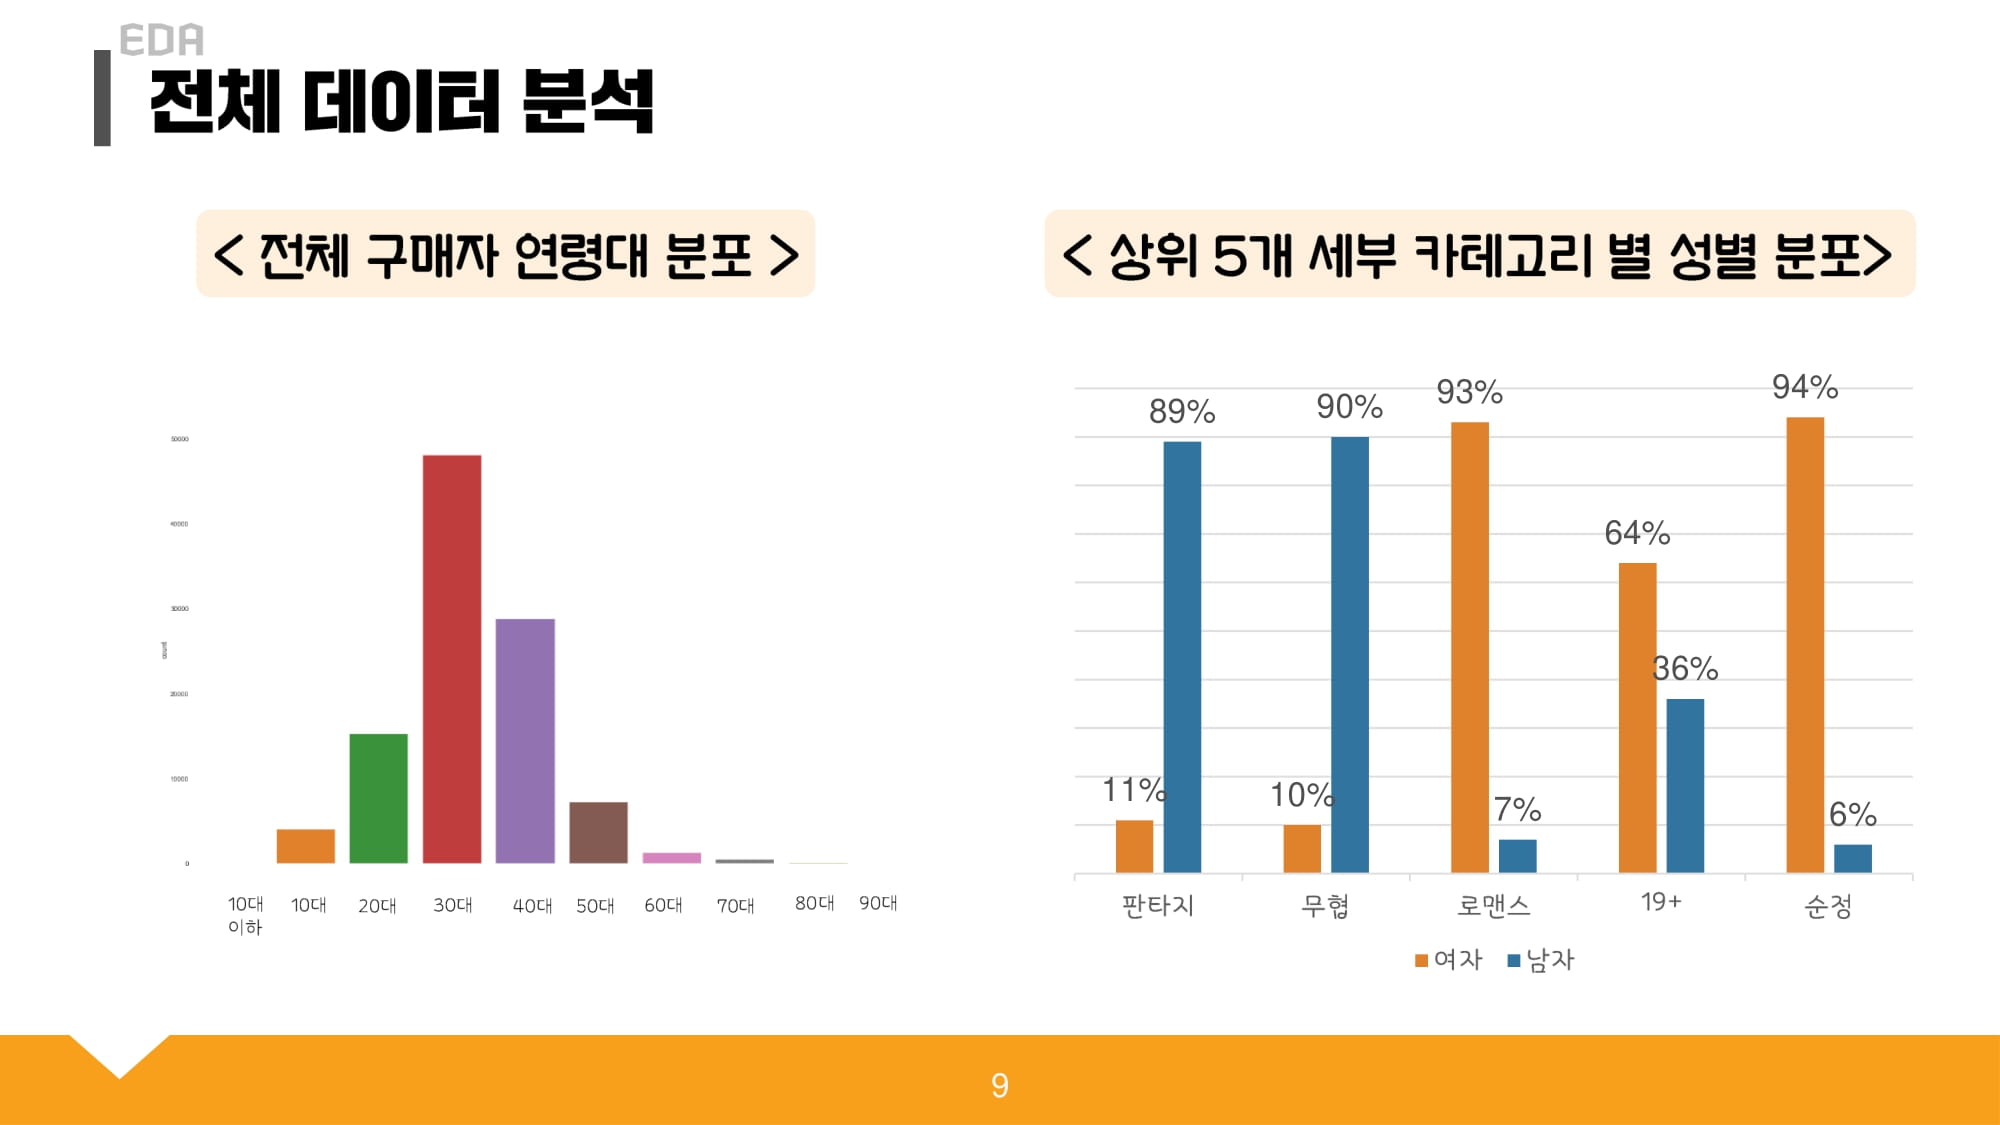 EDA
전체 데이터 분석
< 전체 구매자 연령대 분포 >
50000
40000
30000
20000
10000
0
count
10대 이하
10대
20대
30대
40대
50대
60대
70대
80대
90대
< 상위 5개 세부 카테고리 별 성별 분포>
11%
89%
10%
90%
93%
7%
64%
36%
94%
6%
판타지
무협
로맨스
19+
순정
여자
남자
9